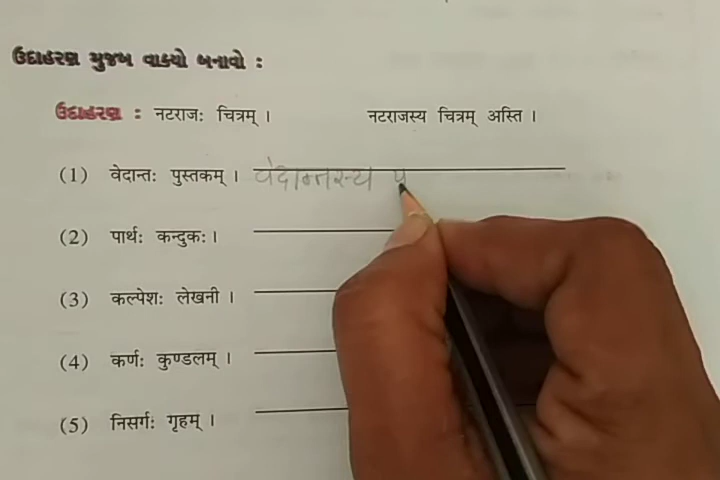 ઉદાહરણ મુજબ વાક્યો બનાવો :
ઉદાહરણ : नटराजः चित्रम् । नटराजस्य चित्रम् अस्ति ।
(1) वेदान्तः पुस्तकम् । वेदान्तस्य पु
(2) पार्थः कन्दुकः ।
(3) कल्पेशः लेखनी ।
(4) कर्णः कुण्डलम् ।
(5) निसर्गः गृहम् ।